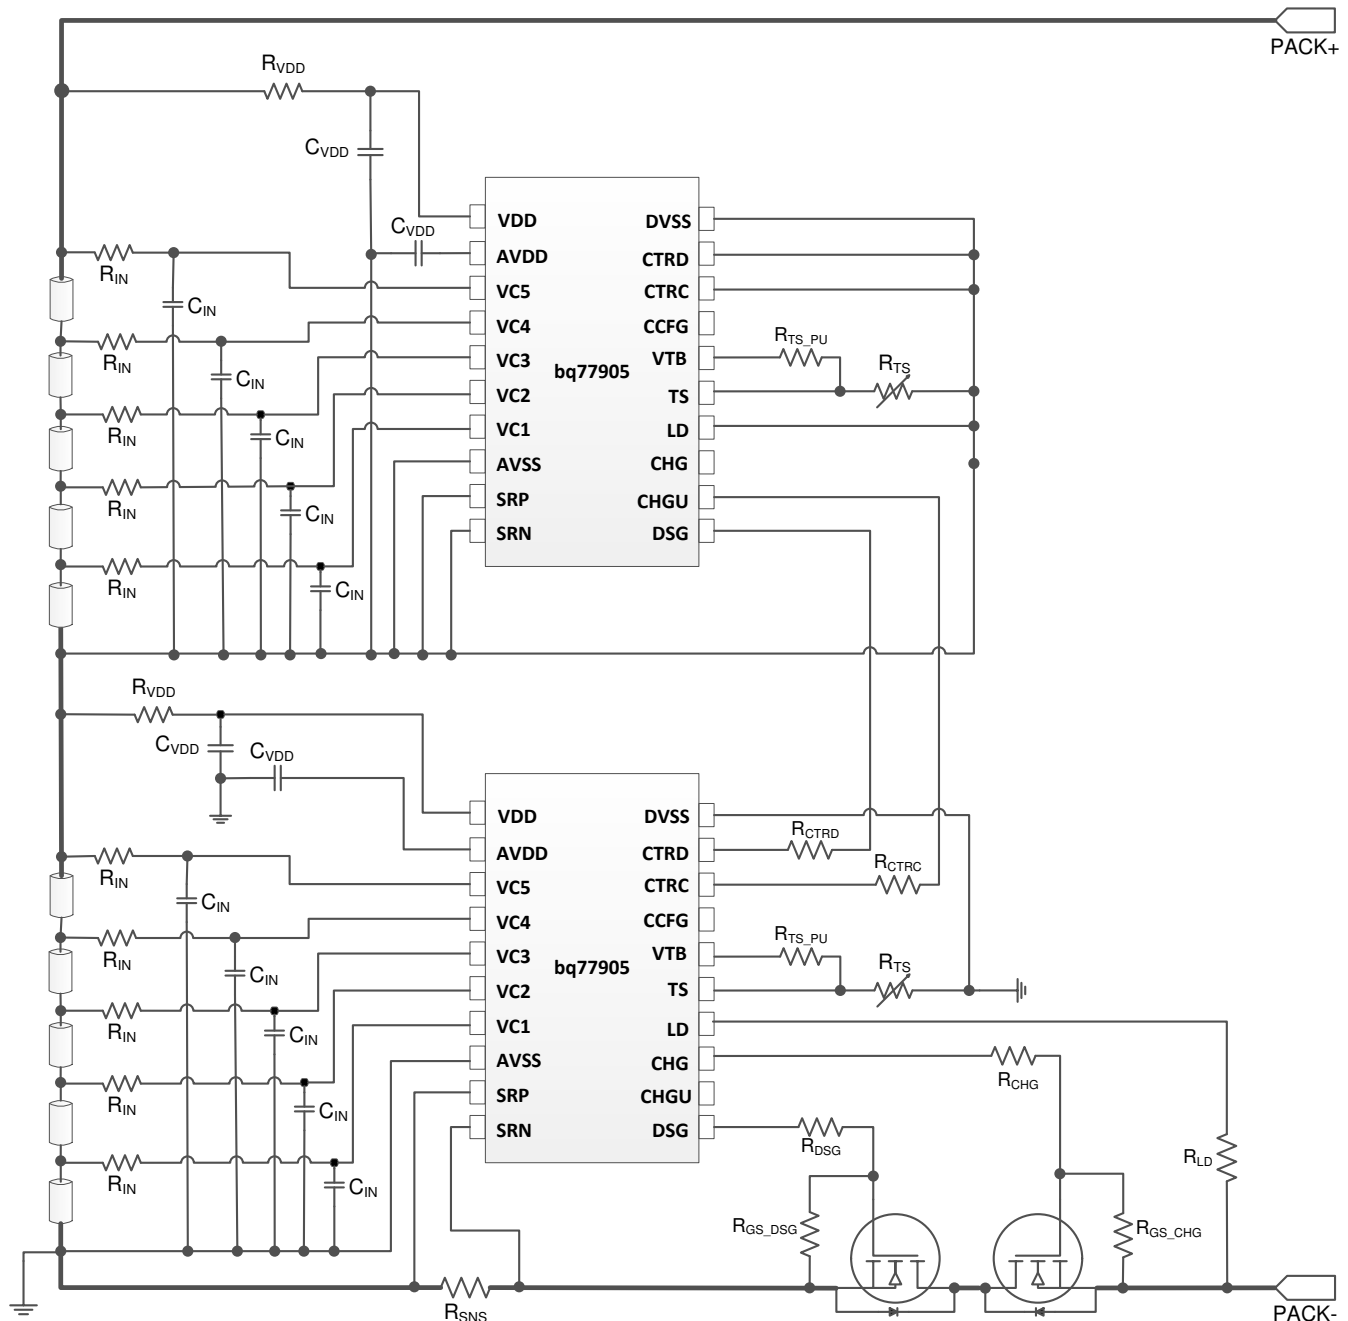 PACK+
RVDD
CVDD
CVDD
VDD
AVDD
VC5
VC4
VC3
VC2
VC1
AVSS
SRP
SRN
bq77905
DVSS
CTRD
CTRC
CCFG
VTB
TS
LD
CHG
CHGU
DSG
RTS_PU
RTS
RIN
CIN
RIN
CIN
RIN
CIN
RIN
CIN
RIN
CIN
RVDD
CVDD
CVDD
VDD
AVDD
VC5
VC4
VC3
VC2
VC1
AVSS
SRP
SRN
bq77905
DVSS
CTRD
CTRC
CCFG
VTB
TS
LD
CHG
CHGU
DSG
RCTRD
RCTRC
RTS_PU
RTS
RIN
CIN
RIN
CIN
RIN
CIN
RIN
CIN
RIN
CIN
RCHG
RDSG
RLD
RGS_DSG
RGS_CHG
RSNS
PACK-